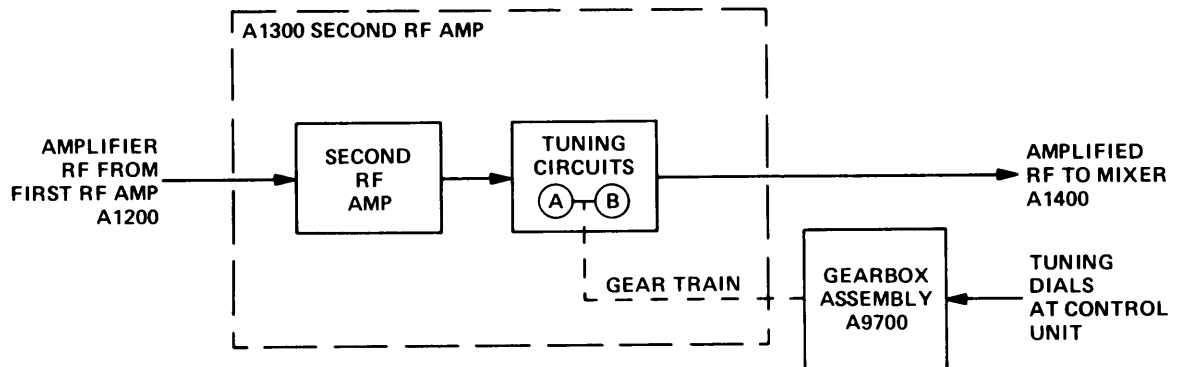 A1300 SECOND RF AMP
AMPLIFIER
RF FROM
FIRST RF AMP
A1200
SECOND
RF
AMP
TUNING
CIRCUITS
A B
AMPLIFIED
RF TO MIXER
A1400
GEAR TRAIN
GEARBOX
ASSEMBLY
A9700
TUNING
DIALS
AT CONTROL
UNIT